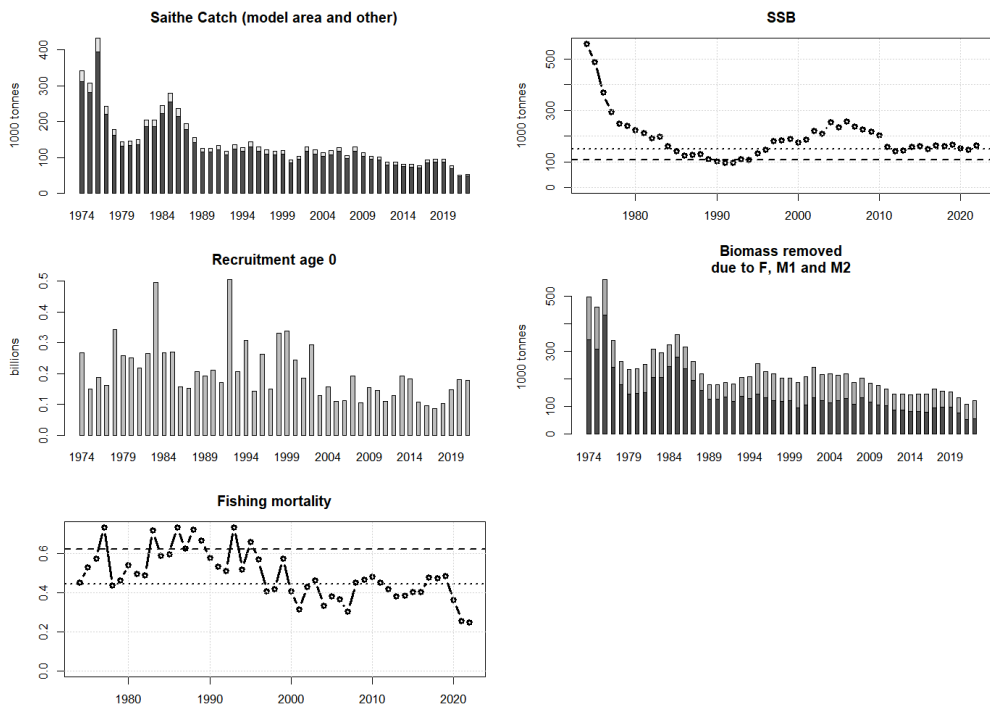 Saithe Catch (model area and other)
1000 tonnes
400
300
200
100
0
1974 1979 1984 1989 1994 1999 2004 2009 2014 2019
SSB
1000 tonnes
500
300
100
0
1980 1990 2000 2010 2020
Recruitment age 0
billions
0.5
0.4
0.3
0.2
0.1
0.0
1974 1979 1984 1989 1994 1999 2004 2009 2014 2019
Biomass removed
due to F, M1 and M2
1000 tonnes
500
300
100
0
1974 1979 1984 1989 1994 1999 2004 2009 2014 2019
Fishing mortality
0.6
0.4
0.2
0.0
1980 1990 2000 2010 2020